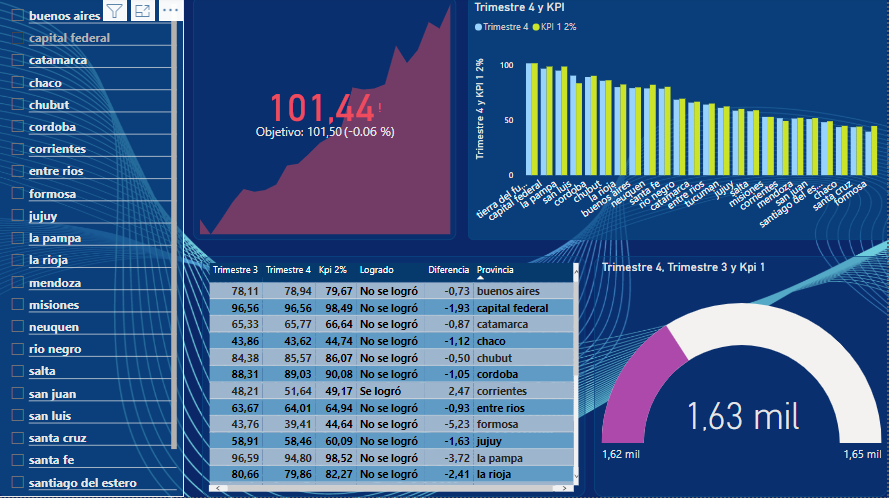 buenos aires
capital federal
catamarca
chaco
chubut
cordoba
corrientes
entre rios
formosa
jujuy
la pampa
la rioja
mendoza
misiones
neuquen
rio negro
salta
san juan
san luis
santa cruz
santa fe
santiago del estero
101,44!
Objetivo: 101,50 (-0.06 %)
Trimestre 4 y KPI
Trimestre 4 KPI 1 2%
Trimestre 4 y KPI 1 2%
100
50
0
tierra del fu...
capital federal
la pampa
san luis
cordoba
chubut
la rioja
buenos aires
neuquen
santa fe
rio negro
catamarca
entre rios
tucuman
jujuy
salta
misiones
corrientes
mendoza
san juan
santiago del es...
chaco
santa cruz
formosa
Trimestre 3 Trimestre 4 Kpi 2% Logrado Diferencia Provincia
78,11 78,94 79,67 No se logró -0,73 buenos aires
96,56 96,56 98,49 No se logró -1,93 capital federal
65,33 65,77 66,64 No se logró -0,87 catamarca
43,86 43,62 44,74 No se logró -1,12 chaco
84,38 85,57 86,07 No se logró -0,50 chubut
88,31 89,03 90,08 No se logró -1,05 cordoba
48,21 51,64 49,17 Se logró 2,47 corrientes
63,67 64,01 64,94 No se logró -0,93 entre rios
43,76 39,41 44,64 No se logró -5,23 formosa
58,91 58,46 60,09 No se logró -1,63 jujuy
96,59 94,80 98,52 No se logró -3,72 la pampa
80,66 79,86 82,27 No se logró -2,41 la rioja
Trimestre 4, Trimestre 3 y Kpi 1
1,63 mil
1,62 mil
1,65 mil